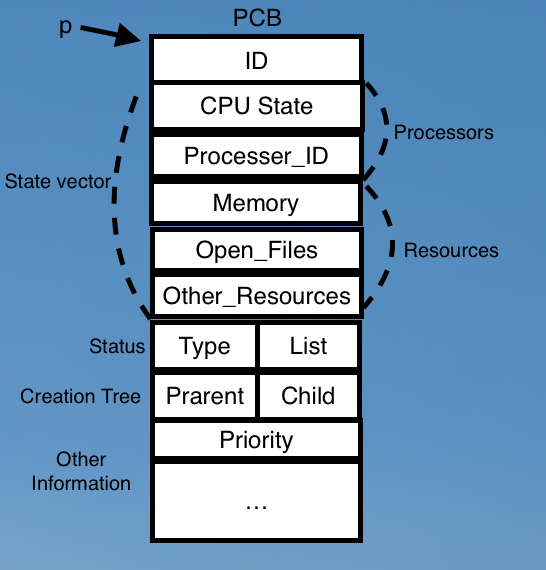 PCB
p
ID
CPU State
Processors
Processer_ID
State vector
Memory
Resources
Open_Files
Other_Resources
Status
Type
List
Creation Tree
Prarent
Child
Priority
Other
Information
...